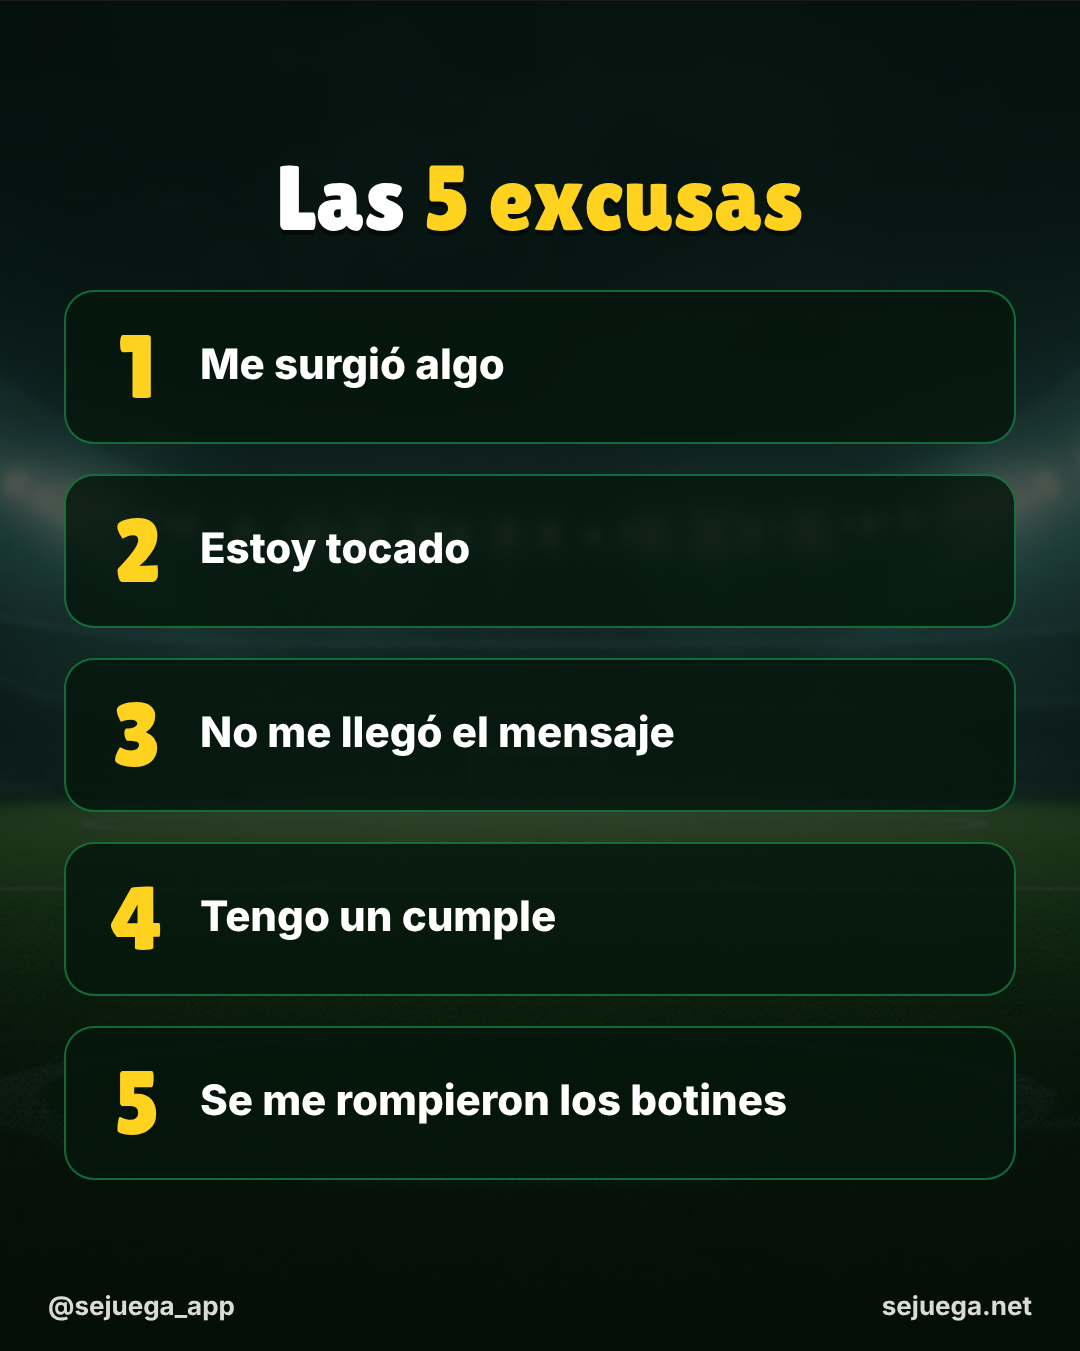 Las 5 excusas
1 Me surgió algo
2 Estoy tocado
3 No me llegó el mensaje
4 Tengo un cumple
5 Se me rompieron los botines
@sejuega_app
sejuega.net